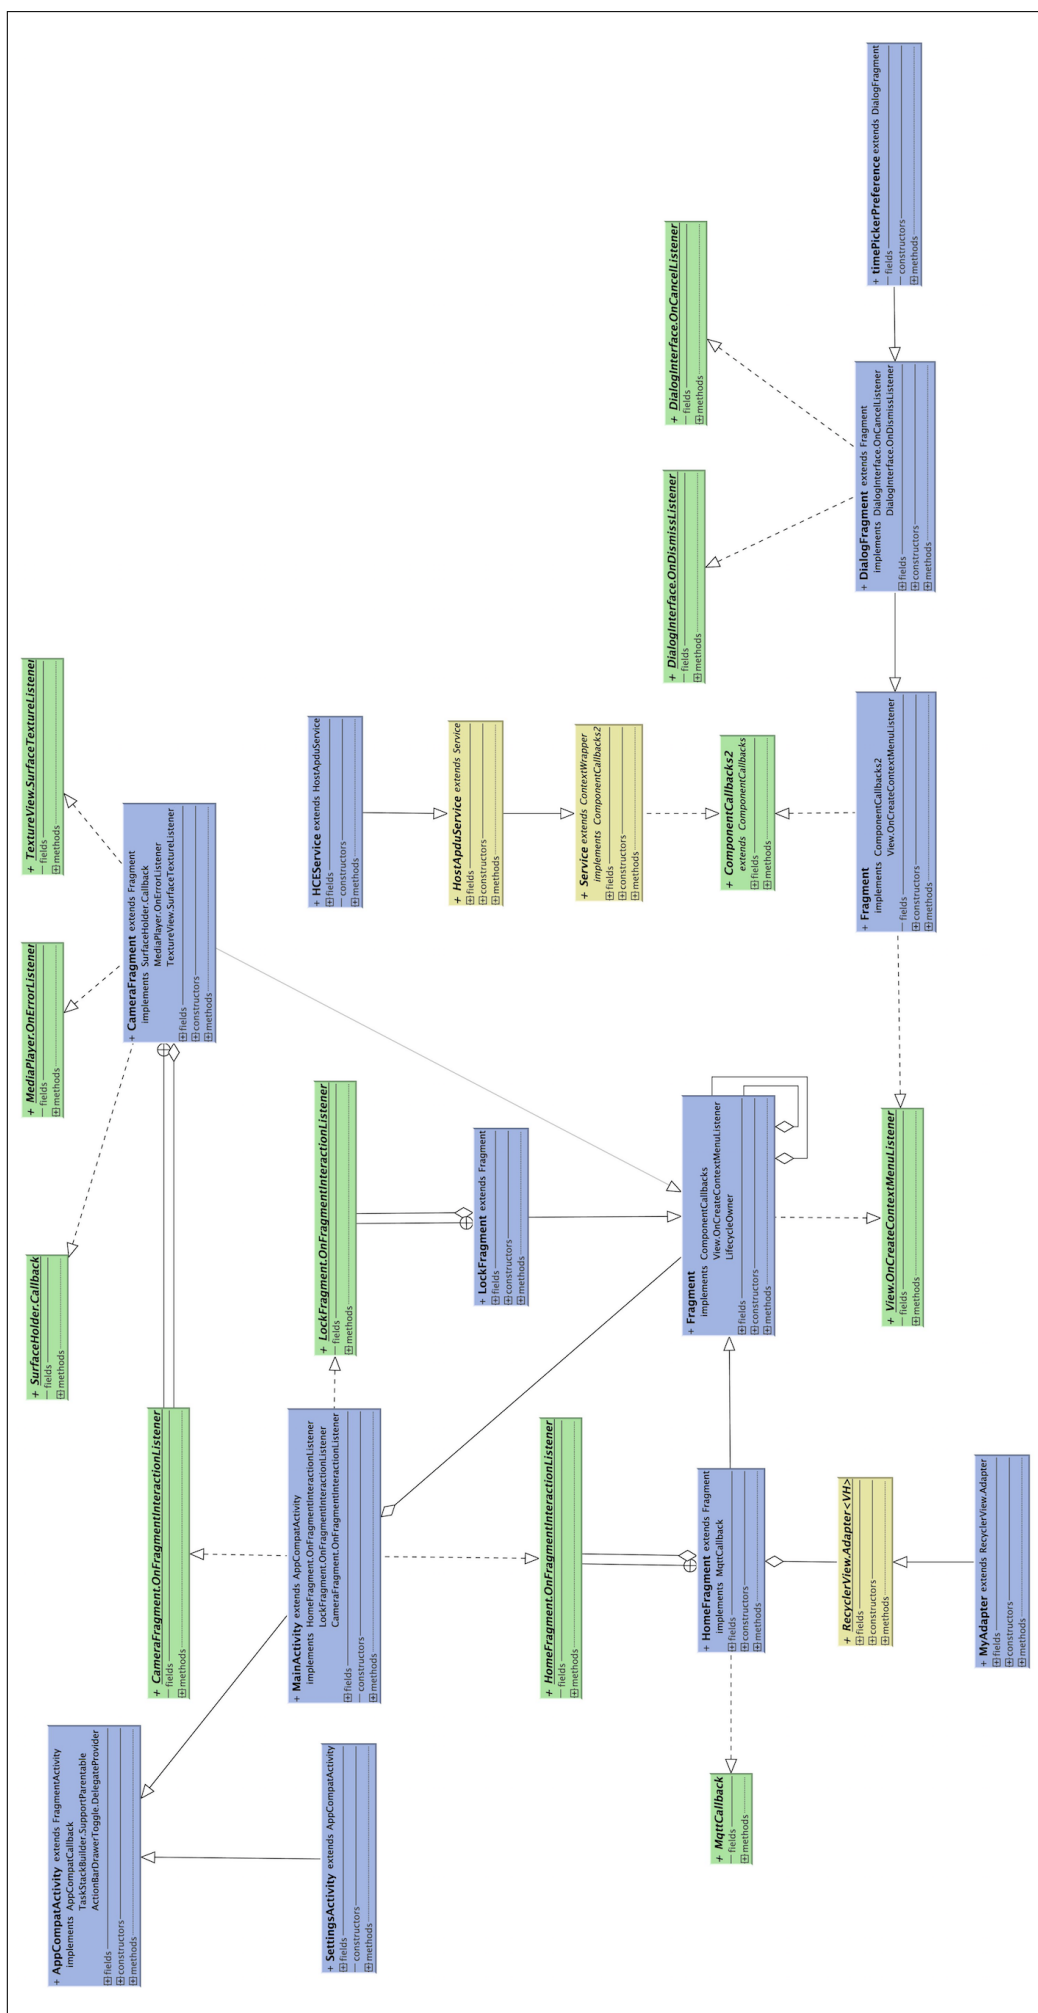 + AppCompatActivity extends FragmentActivity
implements AppCompatCallback
TaskStackBuilder.SupportParentable
ActionBarDrawerToggle.DelegateProvider
fields
constructors
methods
+ SettingsActivity extends AppCompatActivity
fields
constructors
methods
+ CameraFragment.OnFragmentInteractionListener
fields
methods
+ MainActivity extends AppCompatActivity
implements HomeFragment.OnFragmentInteractionListener
LockFragment.OnFragmentInteractionListener
CameraFragment.OnFragmentInteractionListener
fields
constructors
methods
+ HomeFragment.OnFragmentInteractionListener
fields
methods
+ MqttCallback
fields
methods
+ HomeFragment extends Fragment
implements MqttCallback
fields
constructors
methods
+ RecyclerView.Adapter<VH>
fields
constructors
methods
+ MyAdapter extends RecyclerView.Adapter
fields
constructors
methods
+ SurfaceHolder.Callback
fields
methods
+ MediaPlayer.OnErrorListener
fields
methods
+ TextureView.SurfaceTextureListener
fields
methods
+ CameraFragment extends Fragment
implements SurfaceHolder.Callback
MediaPlayer.OnErrorListener
TextureView.SurfaceTextureListener
fields
constructors
methods
+ LockFragment.OnFragmentInteractionListener
fields
methods
+ LockFragment extends Fragment
fields
constructors
methods
+ Fragment
implements ComponentCallbacks
View.OnCreateContextMenuListener
LifecycleOwner
fields
constructors
methods
+ View.OnCreateContextMenuListener
fields
methods
+ HCEService extends HostApduService
fields
constructors
methods
+ HostApduService extends Service
fields
constructors
methods
+ Service extends ContextWrapper
implements ComponentCallbacks2
fields
constructors
methods
+ ComponentCallbacks2
extends ComponentCallbacks
fields
methods
+ Fragment
implements ComponentCallbacks2
View.OnCreateContextMenuListener
fields
constructors
methods
+ DialogInterface.OnDismissListener
fields
methods
+ DialogInterface.OnCancelListener
fields
methods
+ DialogFragment extends Fragment
implements DialogInterface.OnCancelListener
DialogInterface.OnDismissListener
fields
constructors
methods
+ timePickerPreference extends DialogFragment
fields
constructors
methods